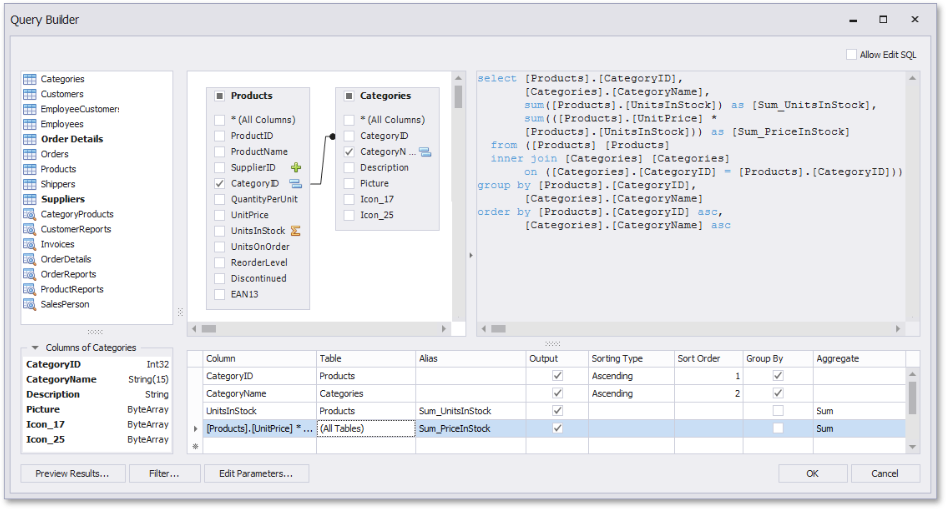 Query Builder
Allow Edit SQL
Categories
Customers
EmployeeCustomers
Employees
Order Details
Orders
Products
Shippers
Suppliers
CategoryProducts
CustomerReports
Invoices
OrderDetails
OrderReports
ProductReports
SalesPerson
Products
* (All Columns)
ProductID
ProductName
SupplierID
CategoryID
QuantityPerUnit
UnitPrice
UnitsInStock
UnitsOnOrder
ReorderLevel
Discontinued
EAN13
Categories
* (All Columns)
CategoryID
CategoryN ...
Description
Picture
Icon_17
Icon_25
select [Products].[CategoryID],
[Categories].[CategoryName],
sum([Products].[UnitsInStock]) as [Sum_UnitsInStock],
sum(([Products].[UnitPrice] *
[Products].[UnitsInStock])) as [Sum_PriceInStock]
from ([Products] [Products]
inner join [Categories] [Categories]
on ([Categories].[CategoryID] = [Products].[CategoryID]))
group by [Products].[CategoryID],
[Categories].[CategoryName]
order by [Products].[CategoryID] asc,
[Categories].[CategoryName] asc
Columns of Categories
CategoryID Int32
CategoryName String(15)
Description String
Picture ByteArray
Icon_17 ByteArray
Icon_25 ByteArray
Column Table Alias Output Sorting Type Sort Order Group By Aggregate
CategoryID Products Ascending 1
CategoryName Categories Ascending 2
UnitsInStock Products Sum_UnitsInStock Sum
[Products].[UnitPrice] * ... (All Tables) Sum_PriceInStock Sum
Preview Results... Filter... Edit Parameters... OK Cancel